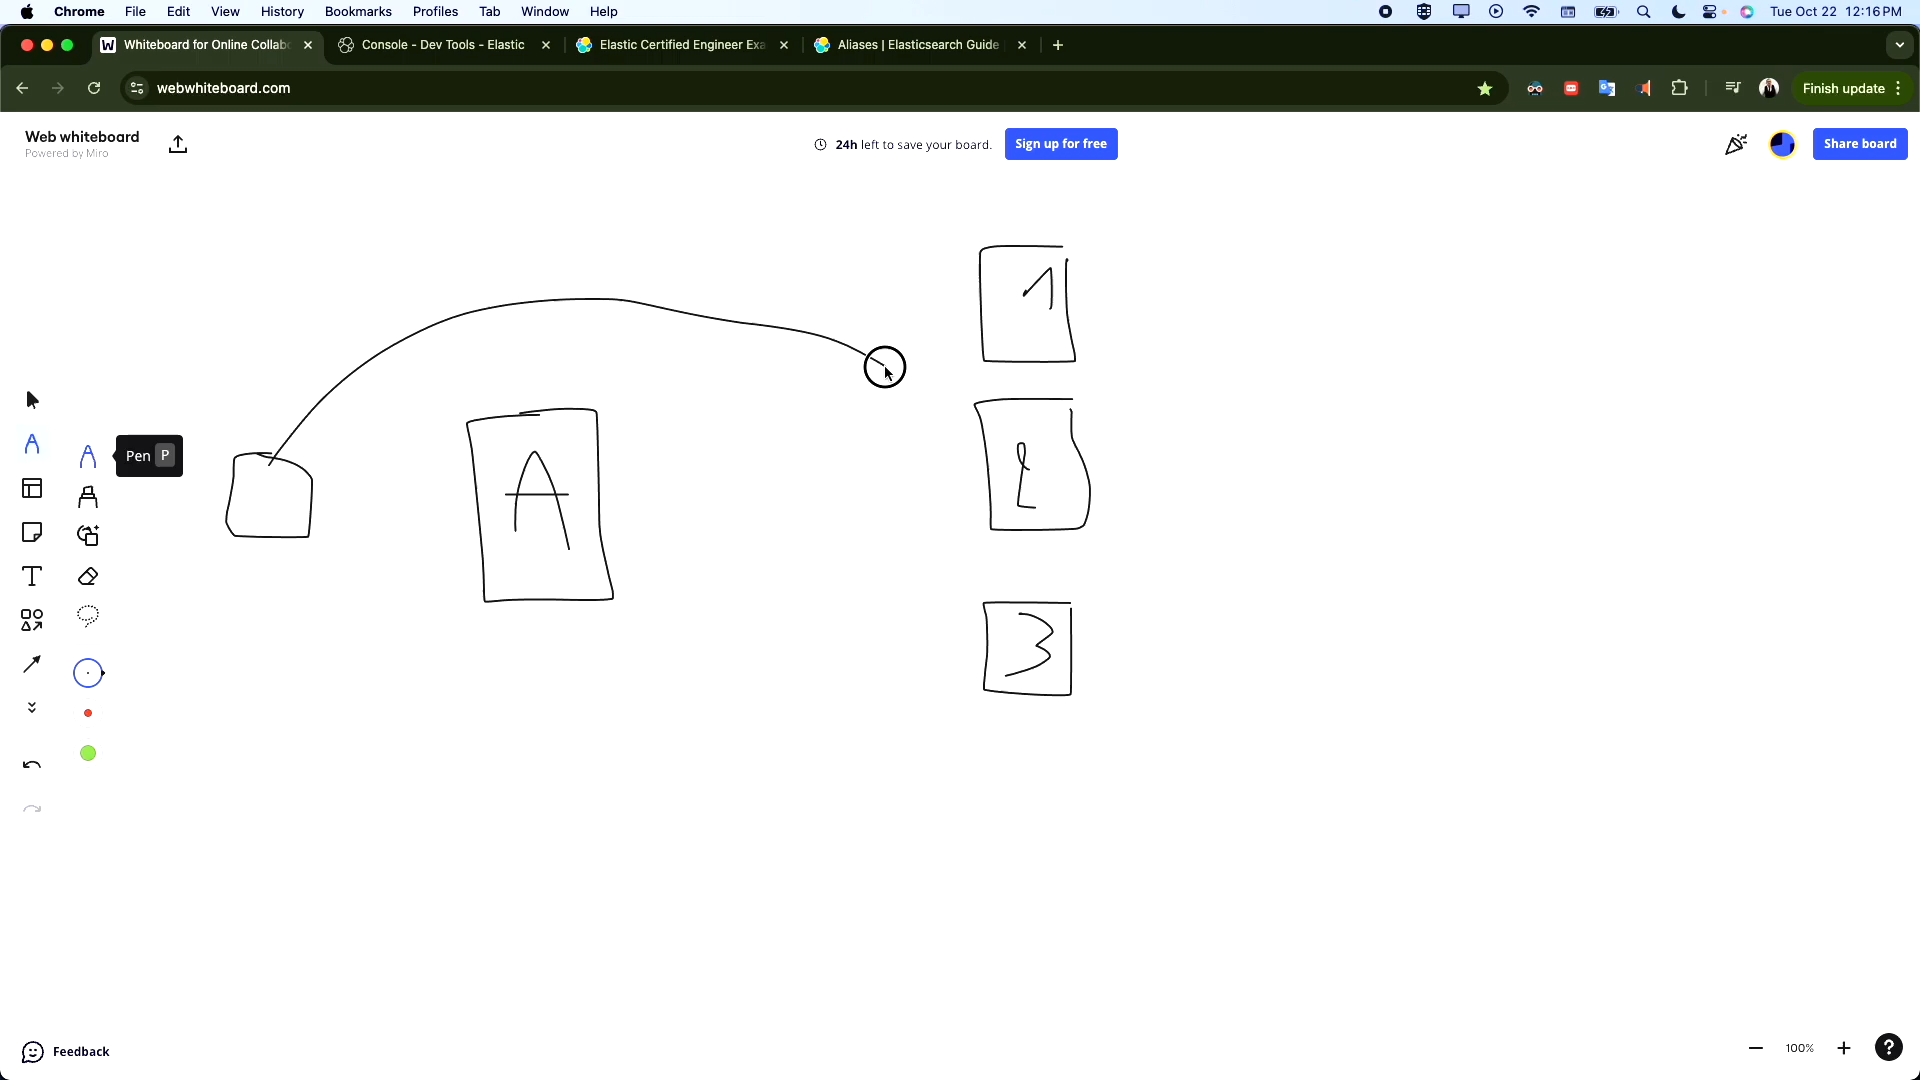 Chrome File Edit View History Bookmarks Profiles Tab Window Help Tue Oct 22 12:16 PM
Whiteboard for Online Collabo Console - Dev Tools - Elastic Elastic Certified Engineer Exa Aliases | Elasticsearch Guide
webwhiteboard.com Finish update
Web whiteboard
Powered by Miro
24h left to save your board. Sign up for free Share board
1
A
2
Pen P
3
Feedback
100%